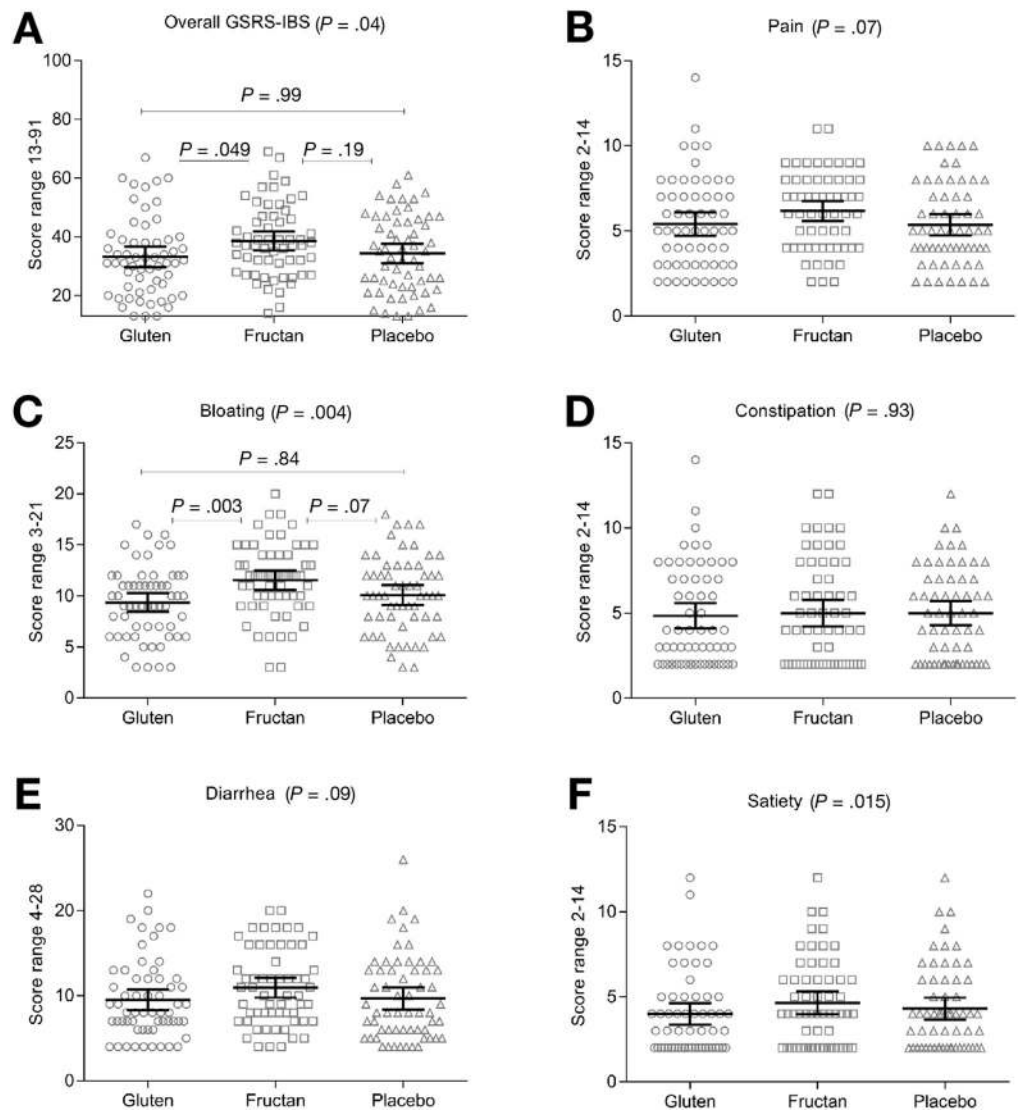 A
Overall GSRS-IBS (P = .04)
Score range 13-91
100
80
60
40
20
P = .99
P = .049
P = .19
Gluten
Fructan
Placebo
B
Pain (P = .07)
Score range 2-14
15
10
5
0
Gluten
Fructan
Placebo
C
Bloating (P = .004)
Score range 3-21
25
20
15
10
5
0
P = .84
P = .003
P = .07
Gluten
Fructan
Placebo
D
Constipation (P = .93)
Score range 2-14
15
10
5
0
Gluten
Fructan
Placebo
E
Diarrhea (P = .09)
Score range 4-28
30
20
10
0
Gluten
Fructan
Placebo
F
Satiety (P = .015)
Score range 2-14
15
10
5
0
Gluten
Fructan
Placebo